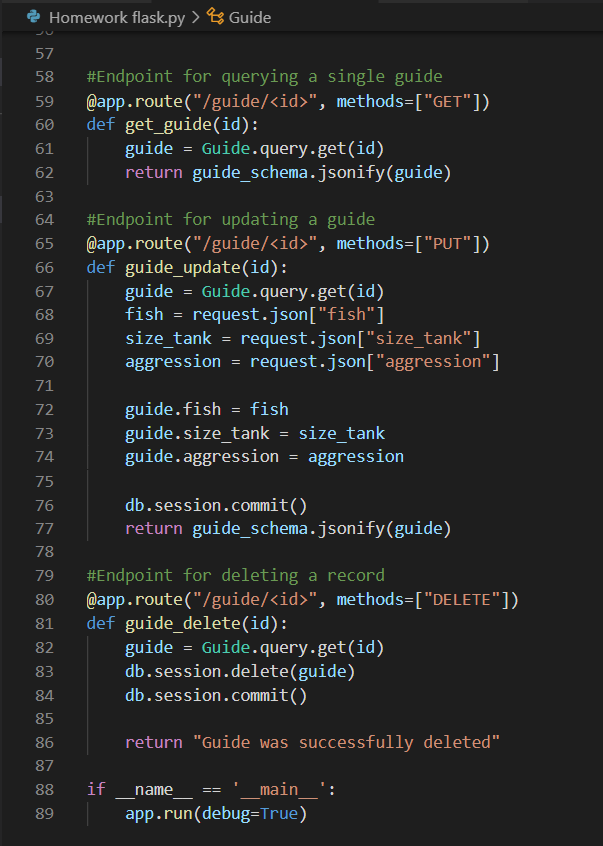 Homework flask.py > Guide
57
58 #Endpoint for querying a single guide
59 @app.route("/guide/<id>", methods=["GET"])
60 def get_guide(id):
61     guide = Guide.query.get(id)
62     return guide_schema.jsonify(guide)
63
64 #Endpoint for updating a guide
65 @app.route("/guide/<id>", methods=["PUT"])
66 def guide_update(id):
67     guide = Guide.query.get(id)
68     fish = request.json["fish"]
69     size_tank = request.json["size_tank"]
70     aggression = request.json["aggression"]
71
72     guide.fish = fish
73     guide.size_tank = size_tank
74     guide.aggression = aggression
75
76     db.session.commit()
77     return guide_schema.jsonify(guide)
78
79 #Endpoint for deleting a record
80 @app.route("/guide/<id>", methods=["DELETE"])
81 def guide_delete(id):
82     guide = Guide.query.get(id)
83     db.session.delete(guide)
84     db.session.commit()
85
86     return "Guide was successfully deleted"
87
88 if __name__ == '__main__':
89     app.run(debug=True)